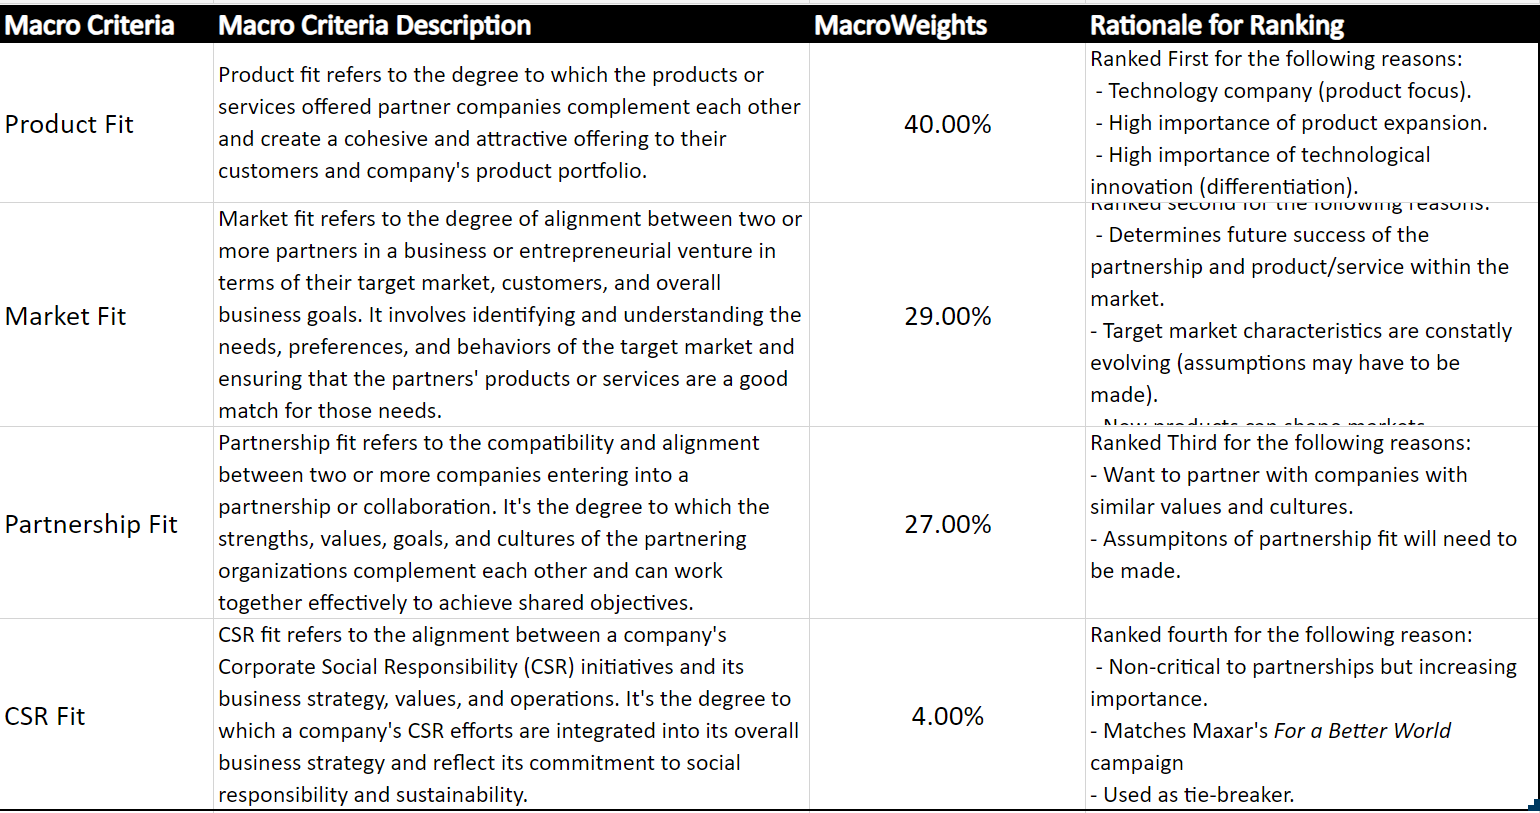 Macro Criteria
Macro Criteria Description
MacroWeights
Rationale for Ranking
Product Fit
Product fit refers to the degree to which the products or
services offered partner companies complement each other
and create a cohesive and attractive offering to their
customers and company's product portfolio.
40.00%
Ranked First for the following reasons:
- Technology company (product focus).
- High importance of product expansion.
- High importance of technological
innovation (differentiation).
Market Fit
Market fit refers to the degree of alignment between two or
more partners in a business or entrepreneurial venture in
terms of their target market, customers, and overall
business goals. It involves identifying and understanding the
needs, preferences, and behaviors of the target market and
ensuring that the partners' products or services are a good
match for those needs.
29.00%
Ranked second for the following reasons:
- Determines future success of the
partnership and product/service within the
market.
- Target market characteristics are constatly
evolving (assumptions may have to be
made).
- New products can shape markets
Partnership Fit
Partnership fit refers to the compatibility and alignment
between two or more companies entering into a
partnership or collaboration. It's the degree to which the
strengths, values, goals, and cultures of the partnering
organizations complement each other and can work
together effectively to achieve shared objectives.
27.00%
Ranked Third for the following reasons:
- Want to partner with companies with
similar values and cultures.
- Assumpitons of partnership fit will need to
be made.
CSR Fit
CSR fit refers to the alignment between a company's
Corporate Social Responsibility (CSR) initiatives and its
business strategy, values, and operations. It's the degree to
which a company's CSR efforts are integrated into its overall
business strategy and reflect its commitment to social
responsibility and sustainability.
4.00%
Ranked fourth for the following reason:
- Non-critical to partnerships but increasing
importance.
- Matches Maxar's For a Better World
campaign
- Used as tie-breaker.